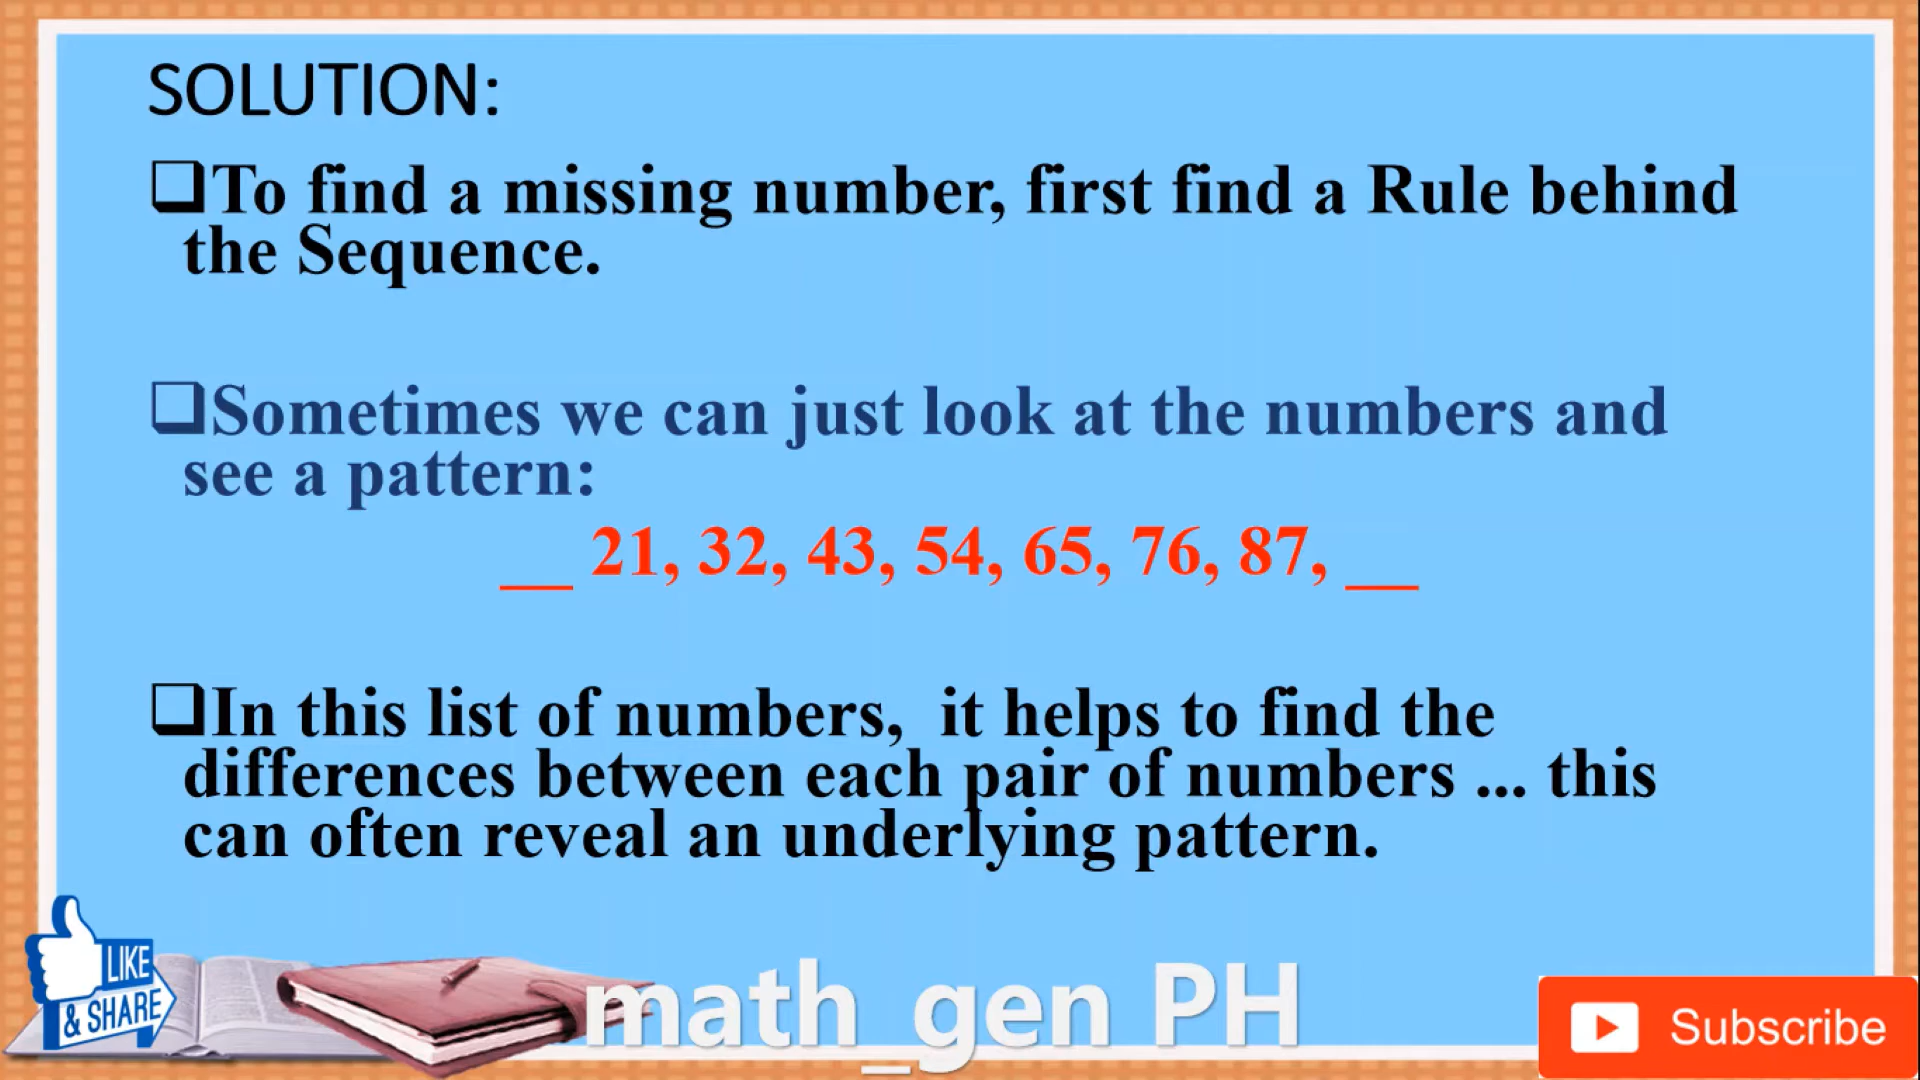 SOLUTION:
❑To find a missing number, first find a Rule behind
the Sequence.
❑Sometimes we can just look at the numbers and
see a pattern:
__ 21, 32, 43, 54, 65, 76, 87, __
❑In this list of numbers,  it helps to find the
differences between each pair of numbers ... this
can often reveal an underlying pattern.
LIKE
& SHARE
math_gen PH
Subscribe